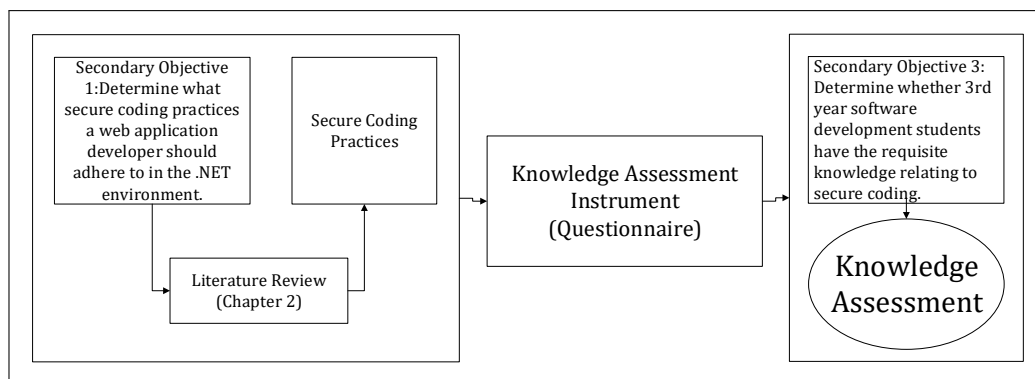 Secondary Objective
1:Determine what
secure coding practices
a web application
developer should
adhere to in the .NET
environment.
Secure Coding
Practices
Literature Review
(Chapter 2)
Knowledge Assessment
Instrument
(Questionnaire)
Secondary Objective 3:
Determine whether 3rd
year software
development students
have the requisite
knowledge relating to
secure coding.
Knowledge
Assessment